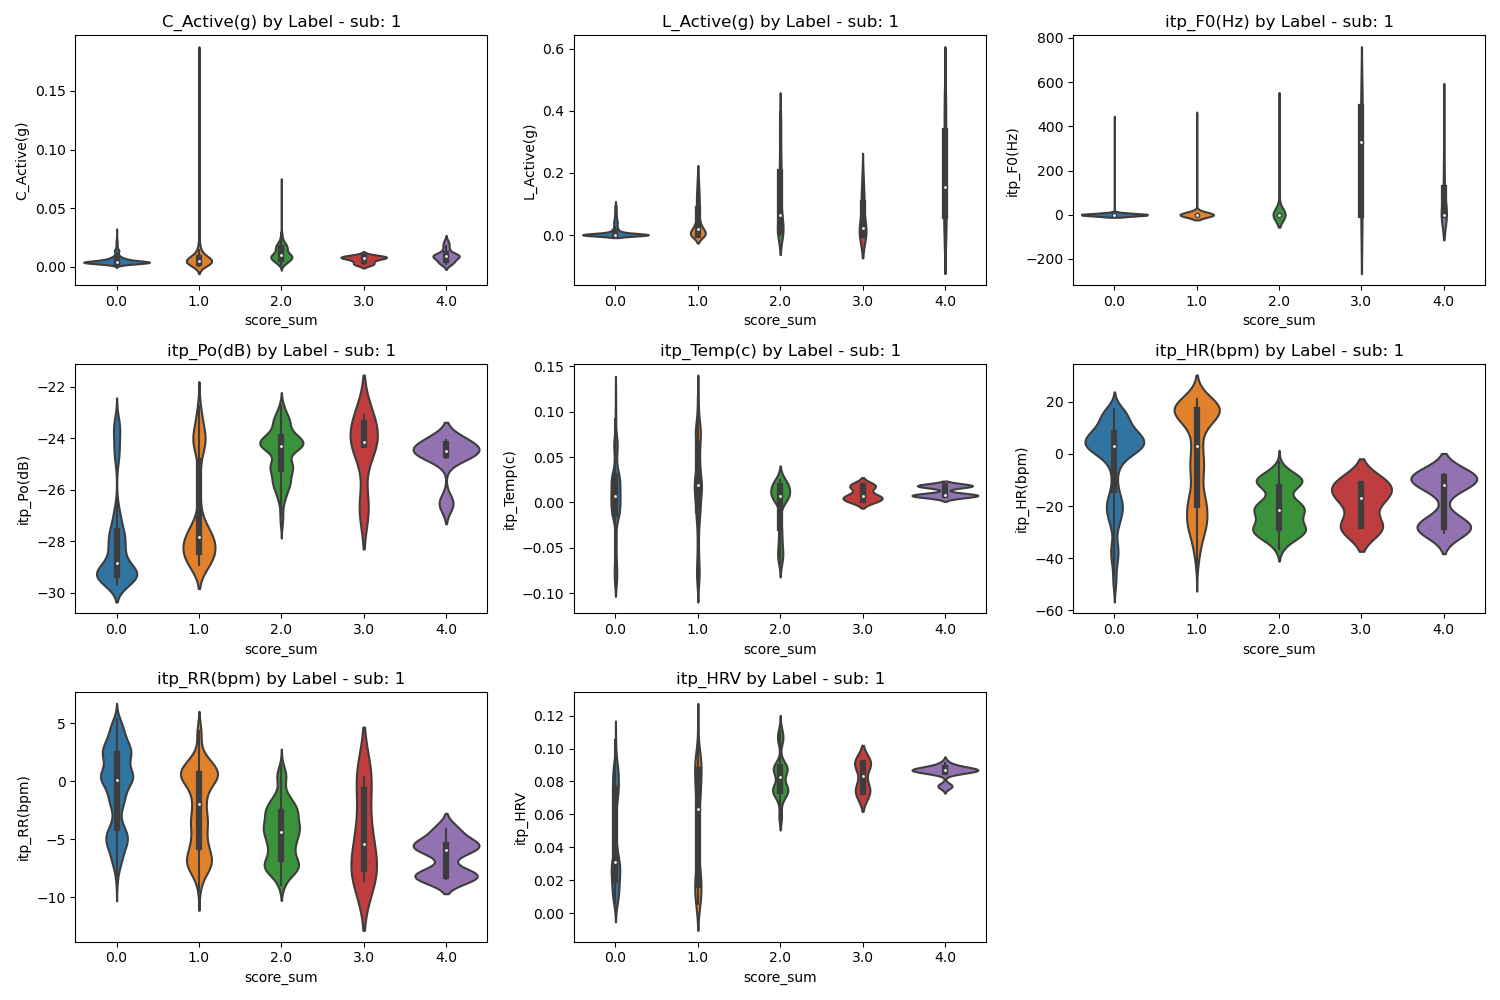 C_Active(g) by Label - sub: 1
C_Active(g)
0.15
0.10
0.05
0.00
0.0 1.0 2.0 3.0 4.0
score_sum
L_Active(g) by Label - sub: 1
L_Active(g)
0.6
0.4
0.2
0.0
0.0 1.0 2.0 3.0 4.0
score_sum
itp_F0(Hz) by Label - sub: 1
itp_F0(Hz)
800
600
400
200
0
−200
0.0 1.0 2.0 3.0 4.0
score_sum
itp_Po(dB) by Label - sub: 1
itp_Po(dB)
−22
−24
−26
−28
−30
0.0 1.0 2.0 3.0 4.0
score_sum
itp_Temp(c) by Label - sub: 1
itp_Temp(c)
0.15
0.10
0.05
0.00
−0.05
−0.10
0.0 1.0 2.0 3.0 4.0
score_sum
itp_HR(bpm) by Label - sub: 1
itp_HR(bpm)
20
0
−20
−40
−60
0.0 1.0 2.0 3.0 4.0
score_sum
itp_RR(bpm) by Label - sub: 1
itp_RR(bpm)
5
0
−5
−10
0.0 1.0 2.0 3.0 4.0
score_sum
itp_HRV by Label - sub: 1
itp_HRV
0.12
0.10
0.08
0.06
0.04
0.02
0.00
0.0 1.0 2.0 3.0 4.0
score_sum